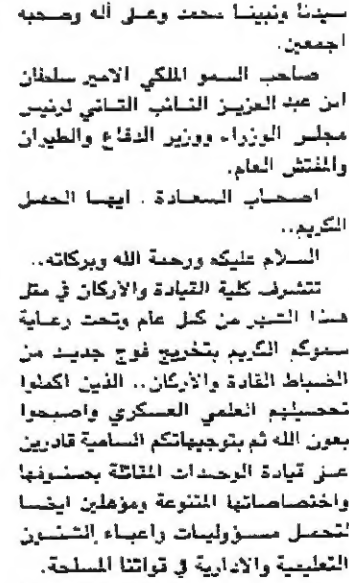 سيدنا ونبينا محمد وعلى آله وصحبه
اجمعين.
صاحب السمو الملكي الامير سلطان
ابن عبد العزيز النائب الثاني لرئيس
مجلس الوزراء ووزير الدفاع والطيران
والمفتش العام.
اصحاب السعادة . ايها الحفل
الكريم..
السلام عليكم ورحمة الله وبركاته..
تتشرف كلية القيادة والأركان في مثل
هذا الشهر من كل عام وتحت رعاية
سموكم الكريم بتخريج فوج جديد من
الضباط القادة والأركان.. الذين اكملوا
تحصيلهم العلمي العسكري واصبحوا
بعون الله ثم بتوجيهاتكم السامية قادرين
على قيادة الوحدات المقاتلة بصنوفها
واختصاصاتها المتنوعة ومؤهلين ايضا
لتحمل مسؤوليات واعباء الشئون
التعليمية والادارية في قواتنا المسلحة.